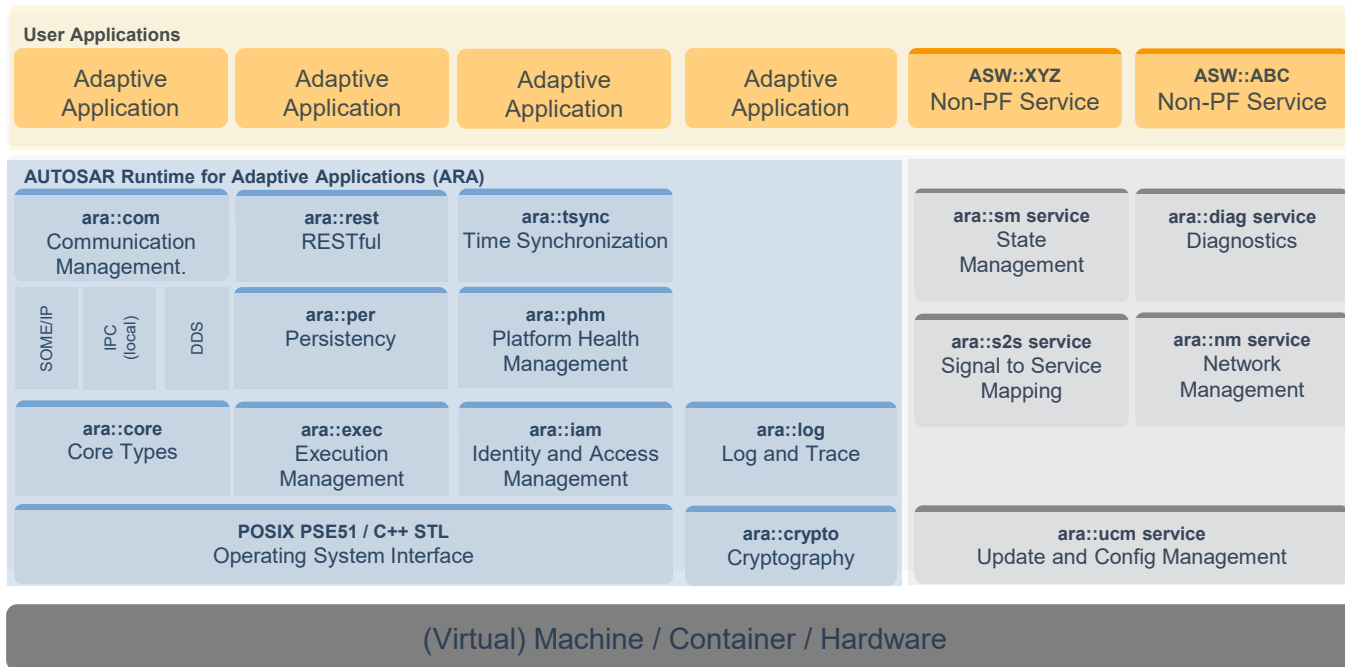 User Applications
Adaptive
Application
Adaptive
Application
Adaptive
Application
Adaptive
Application
ASW::XYZ
Non-PF Service
ASW::ABC
Non-PF Service
AUTOSAR Runtime for Adaptive Applications (ARA)
ara::com
Communication
Management.
ara::rest
RESTful
ara::tsync
Time Synchronization
ara::sm service
State
Management
ara::diag service
Diagnostics
SOME/IP
IPC
(local)
DDS
ara::per
Persistency
ara::phm
Platform Health
Management
ara::s2s service
Signal to Service
Mapping
ara::nm service
Network
Management
ara::core
Core Types
ara::exec
Execution
Management
ara::iam
Identity and Access
Management
ara::log
Log and Trace
POSIX PSE51 / C++ STL
Operating System Interface
ara::crypto
Cryptography
ara::ucm service
Update and Config Management
(Virtual) Machine / Container / Hardware